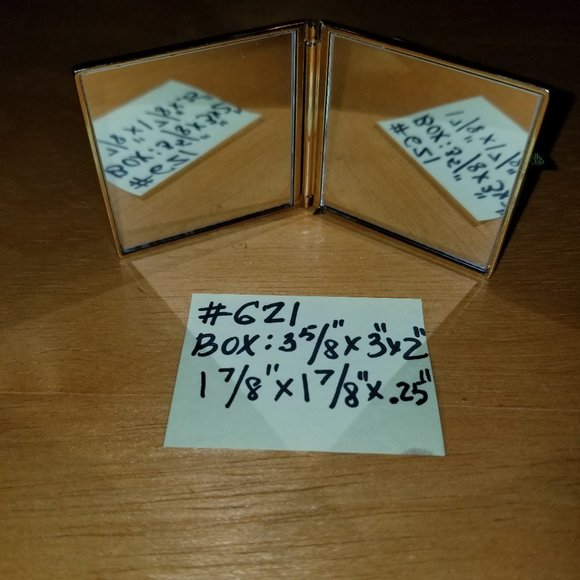 #621
BOX: 3 5/8" x 3" x 2"
1 7/8" x 1 7/8" x .25"